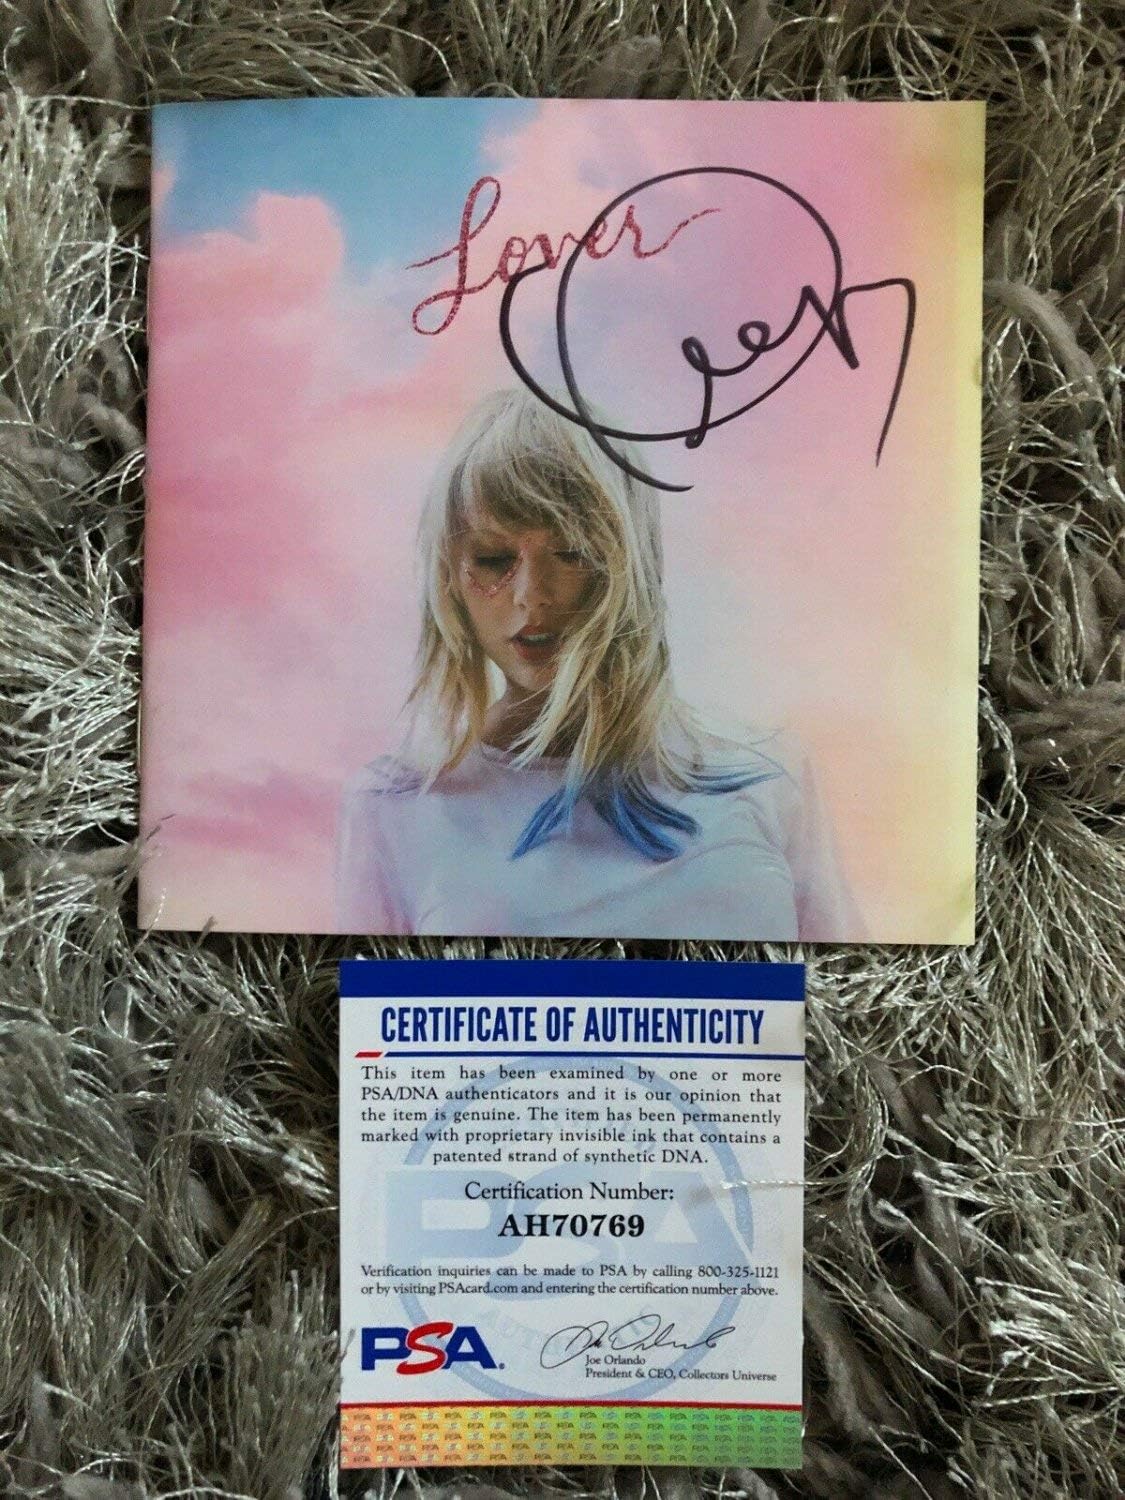 Lover
CERTIFICATE OF AUTHENTICITY
This item has been examined by one or more
PSA/DNA authenticators and it is our opinion that
the item is genuine. The item has been permanently
marked with proprietary invisible ink that contains a
patented strand of synthetic DNA.
Certification Number:
AH70769
Verification inquiries can be made to PSA by calling 800-325-1121
or by visiting PSAcard.com and entering the certification number above.
PSA.
Joe Orlando
President & CEO, Collectors Universe